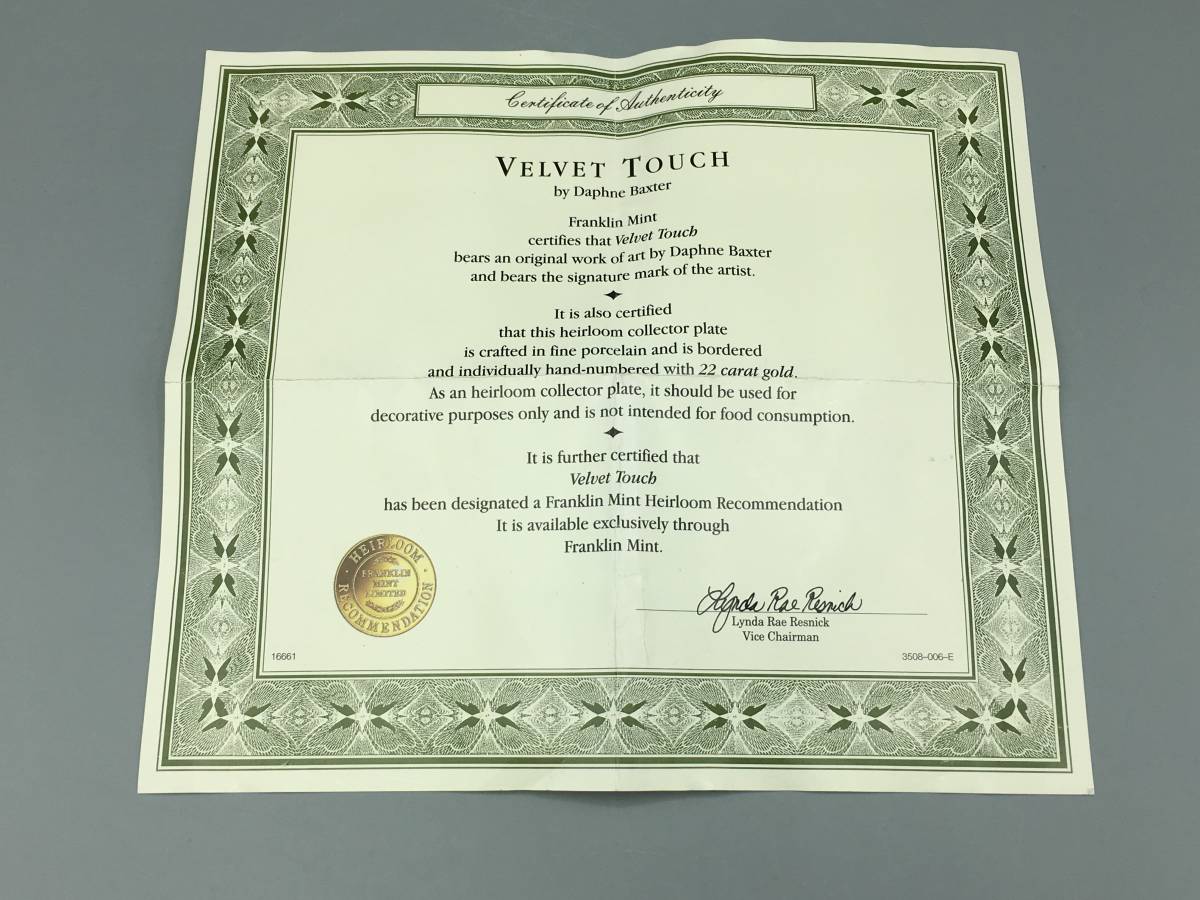 Certificate of Authenticity
VELVET TOUCH
by Daphne Baxter
Franklin Mint
certifies that Velvet Touch
bears an original work of art by Daphne Baxter
and bears the signature mark of the artist.
It is also certified
that this heirloom collector plate
is crafted in fine porcelain and is bordered
and individually hand-numbered with 22 carat gold.
As an heirloom collector plate, it should be used for
decorative purposes only and is not intended for food consumption.
It is further certified that
Velvet Touch
has been designated a Franklin Mint Heirloom Recommendation
It is available exclusively through
Franklin Mint.
HEIRLOOM
FRANKLIN
MINT
LIMITED
RECOMMENDATION
Lynda Rae Resnick
Lynda Rae Resnick
Vice Chairman
16661
3508-006-E